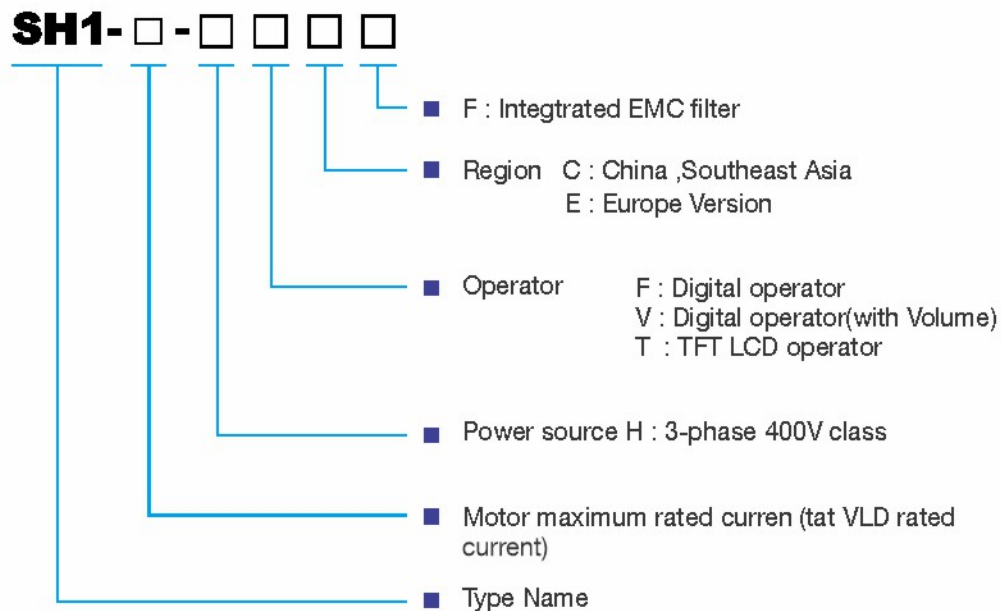 SH1- □ - □ □ □ □
F : Integtrated EMC filter
Region C : China ,Southeast Asia
E : Europe Version
Operator F : Digital operator
V : Digital operator(with Volume)
T : TFT LCD operator
Power source H : 3-phase 400V class
Motor maximum rated curren (tat VLD rated
current)
Type Name